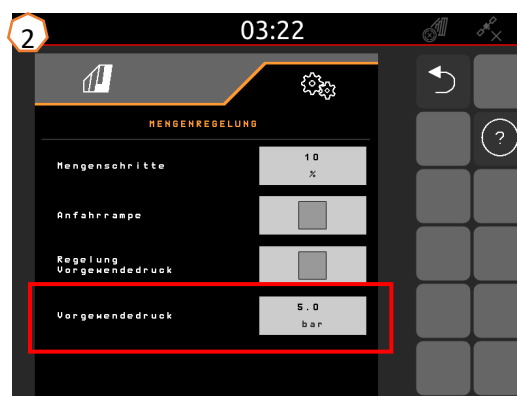 2
03:22
MENGENREGELUNG
Mengenschritte
10
%
Anfahrrampe
Regelung
Vorgewendedruck
Vorgewendedruck
5.0
bar
?